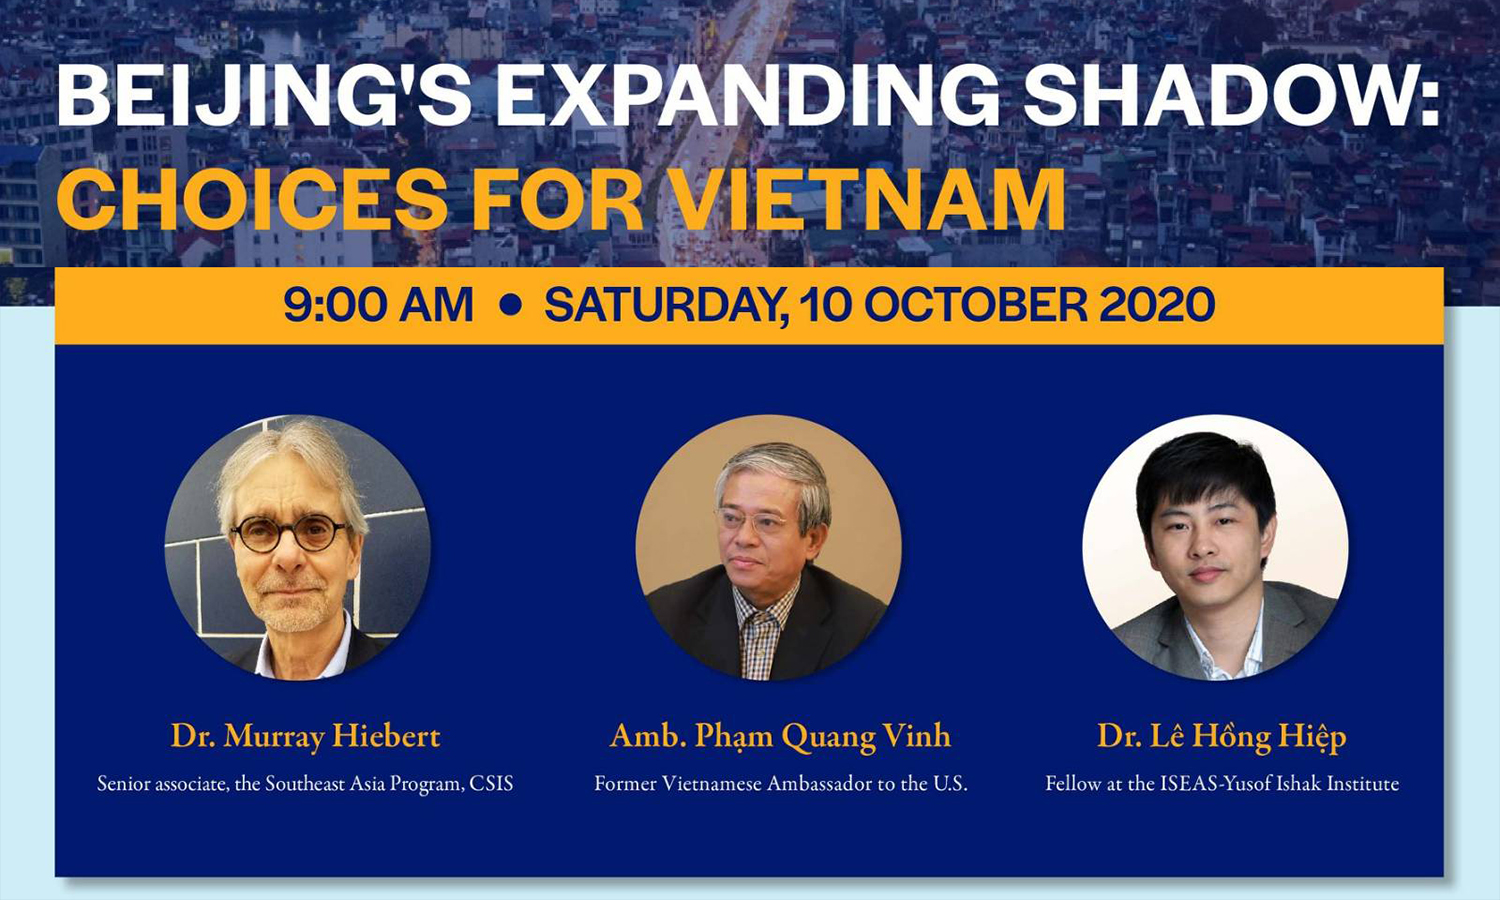 BEIJING'S EXPANDING SHADOW:
CHOICES FOR VIETNAM
9:00 AM • SATURDAY, 10 OCTOBER 2020
Dr. Murray Hiebert
Senior associate, the Southeast Asia Program, CSIS
Amb. Phạm Quang Vinh
Former Vietnamese Ambassador to the U.S.
Dr. Lê Hồng Hiệp
Fellow at the ISEAS-Yusof Ishak Institute